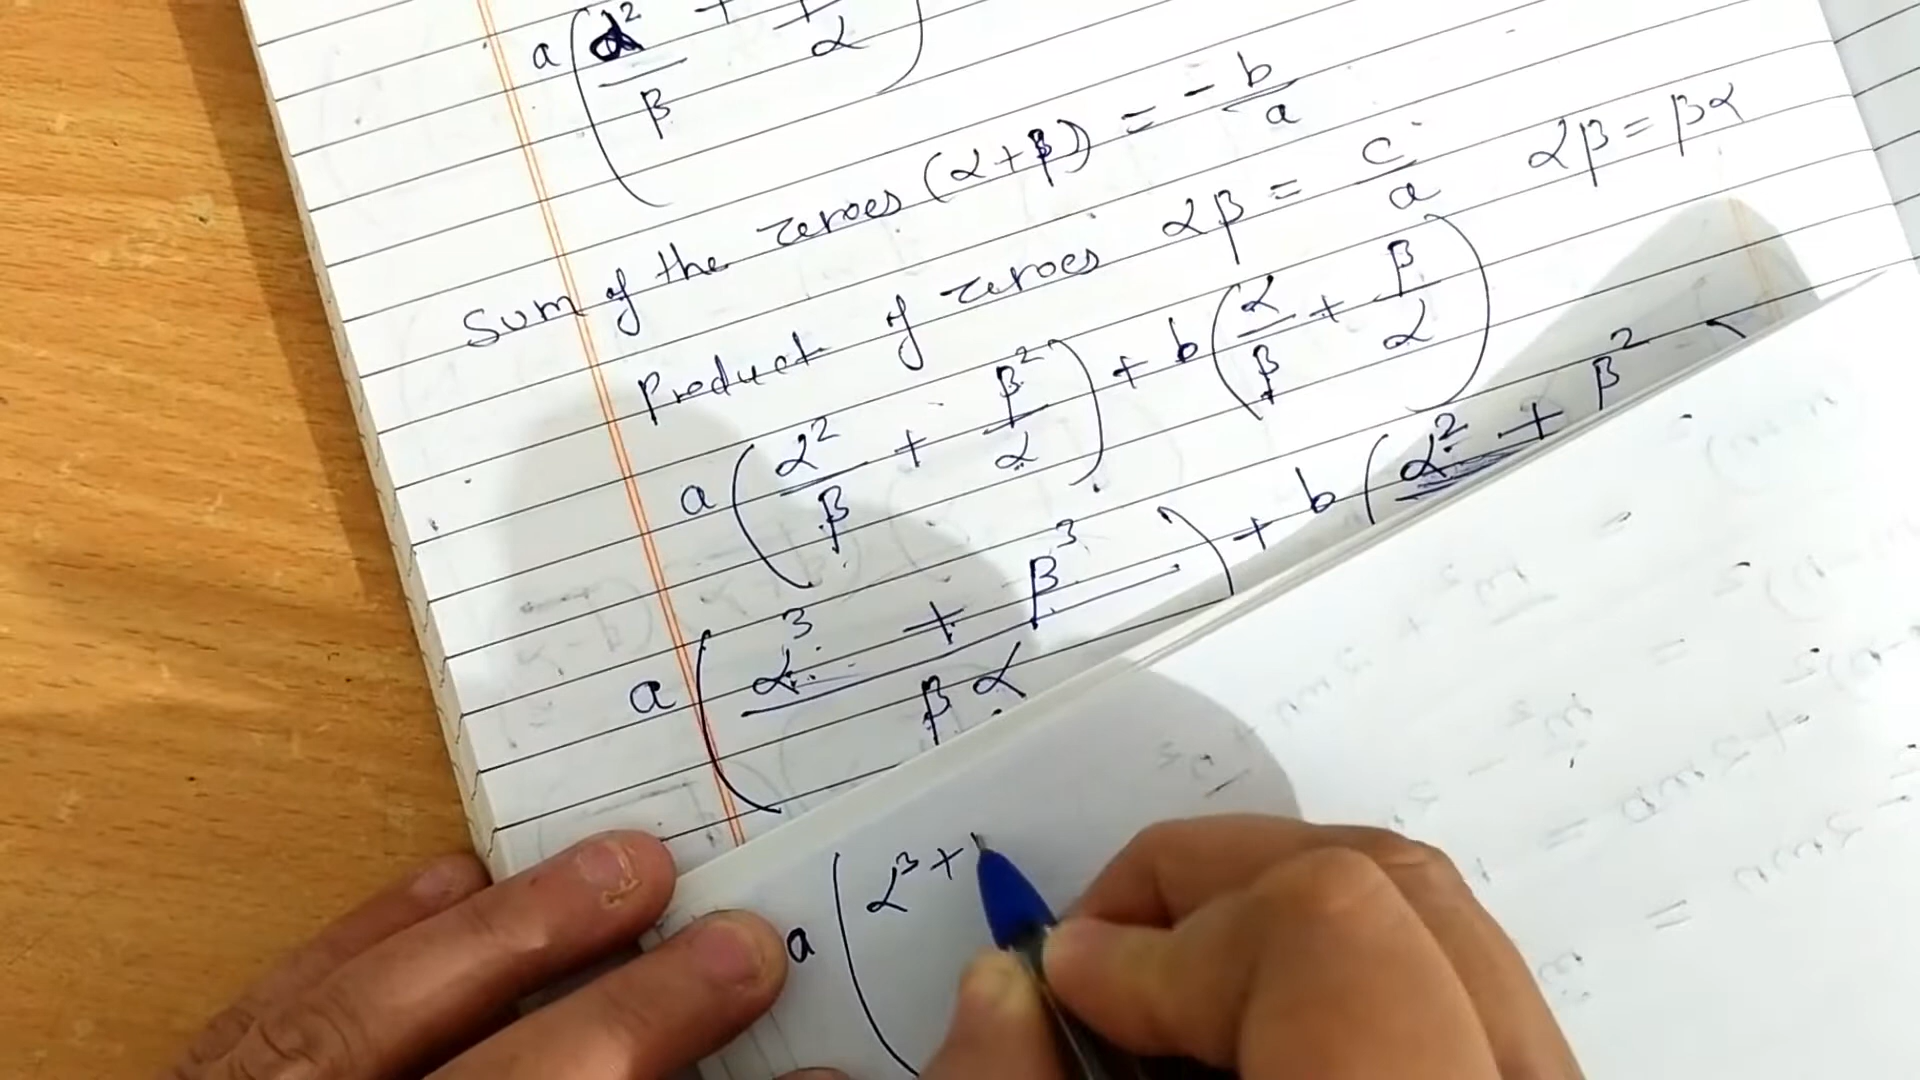 a(α²/β + /α)
Sum of the zeroes (α+β) = -b/a
Product of zeroes αβ = c/a αβ = βα
a(α²/β + β²/α) + b(α/β + β/α)
a(α³ + β³/βα) + b(α² + β²
a(α³ +